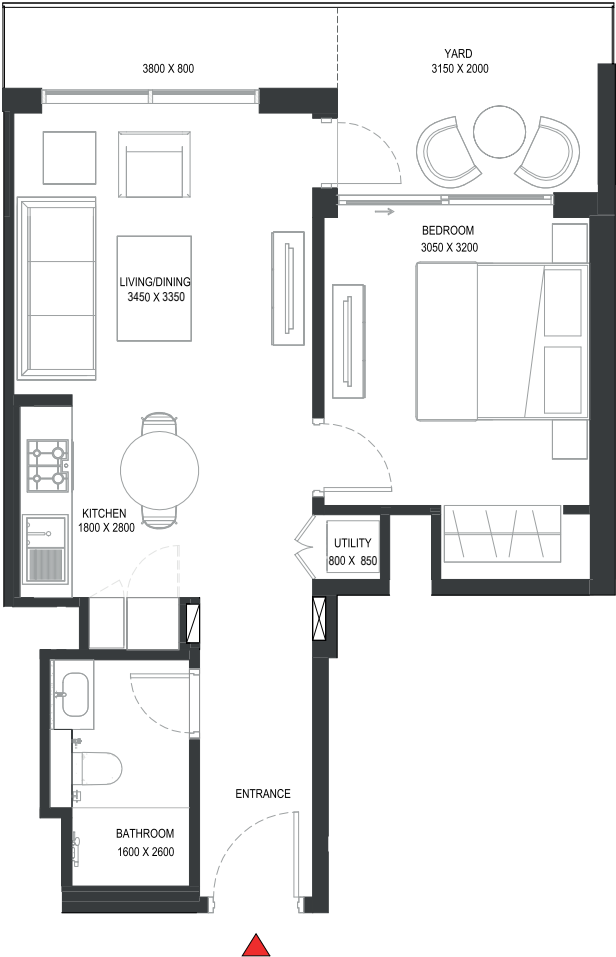 YARD
3150 X 2000
3800 X 800
BEDROOM
3050 X 3200
LIVING/DINING
3450 X 3350
KITCHEN
1800 X 2800
UTILITY
800 X 850
ENTRANCE
BATHROOM
1600 X 2600